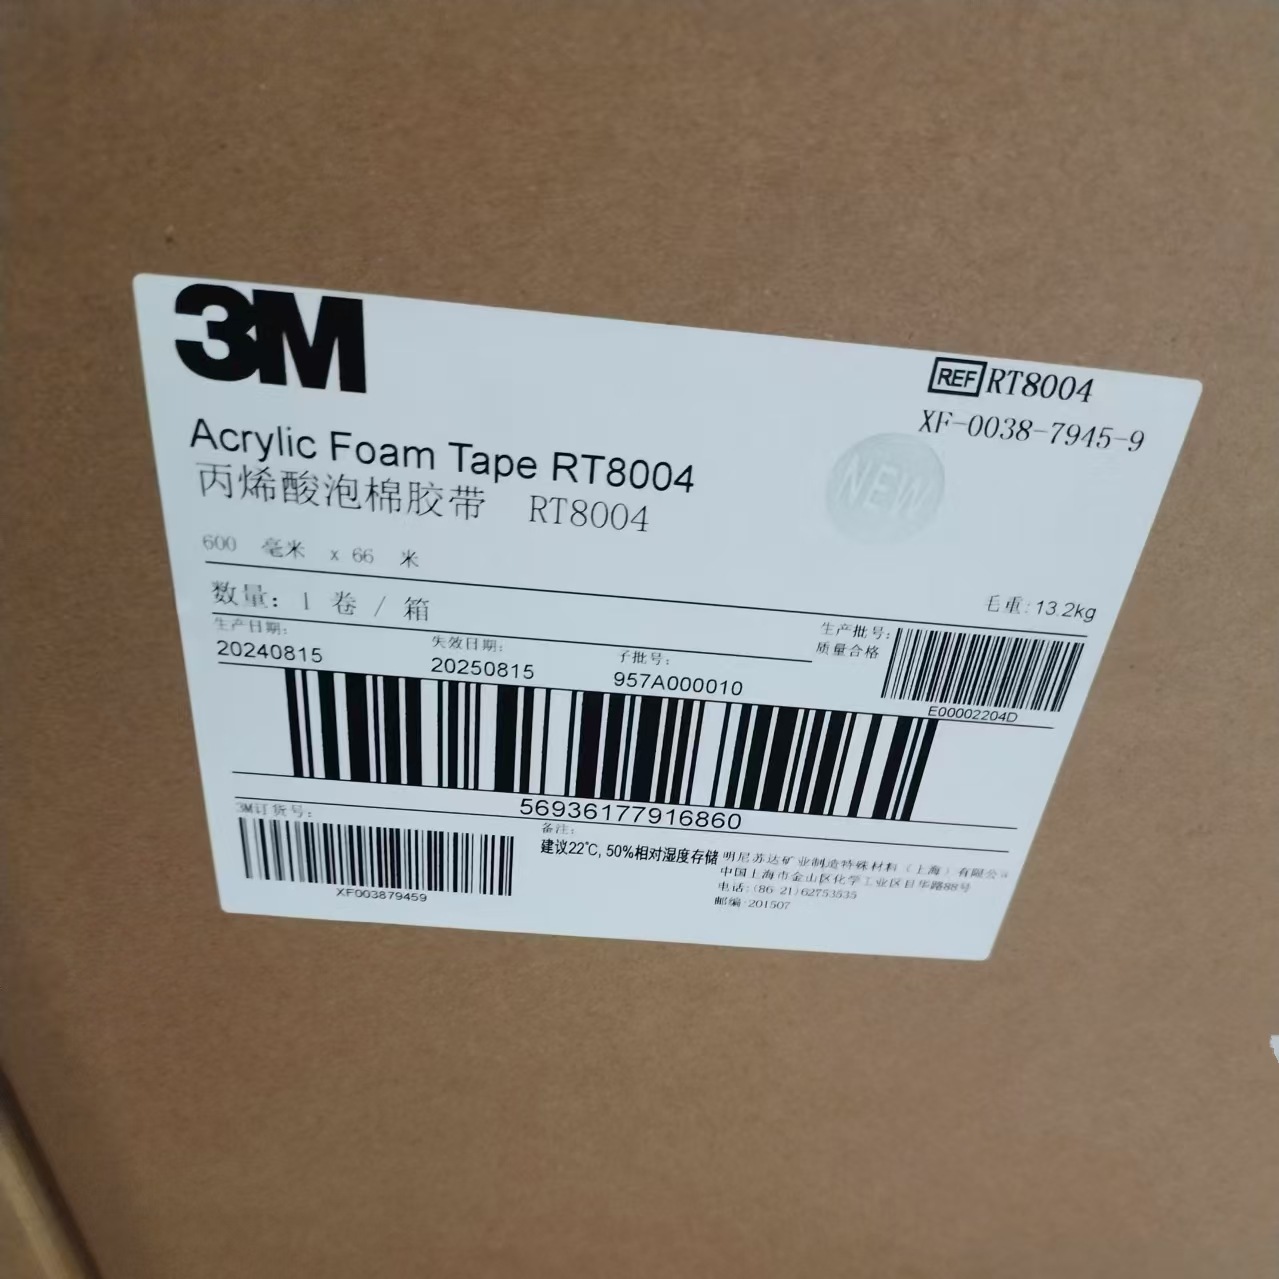 3M
REF RT8004
XF-0038-7945-9
Acrylic Foam Tape RT8004
丙烯酸泡棉胶带 RT8004
NEW
600 毫米 x 66 米
数量: 1 卷 / 箱
毛重: 13.2kg
生产日期: 失效日期: 子批号:
20240815 20250815 957A000010
生产批号:
质量合格
E00002204D
56936177916860
3M订货号:
XF003879459
备注:
建议22℃, 50%相对湿度存储
明尼苏达矿业制造特殊材料(上海)有限公
中国上海市金山区化学工业区目华路88号
电话:(86 21)62753535
邮编:201507